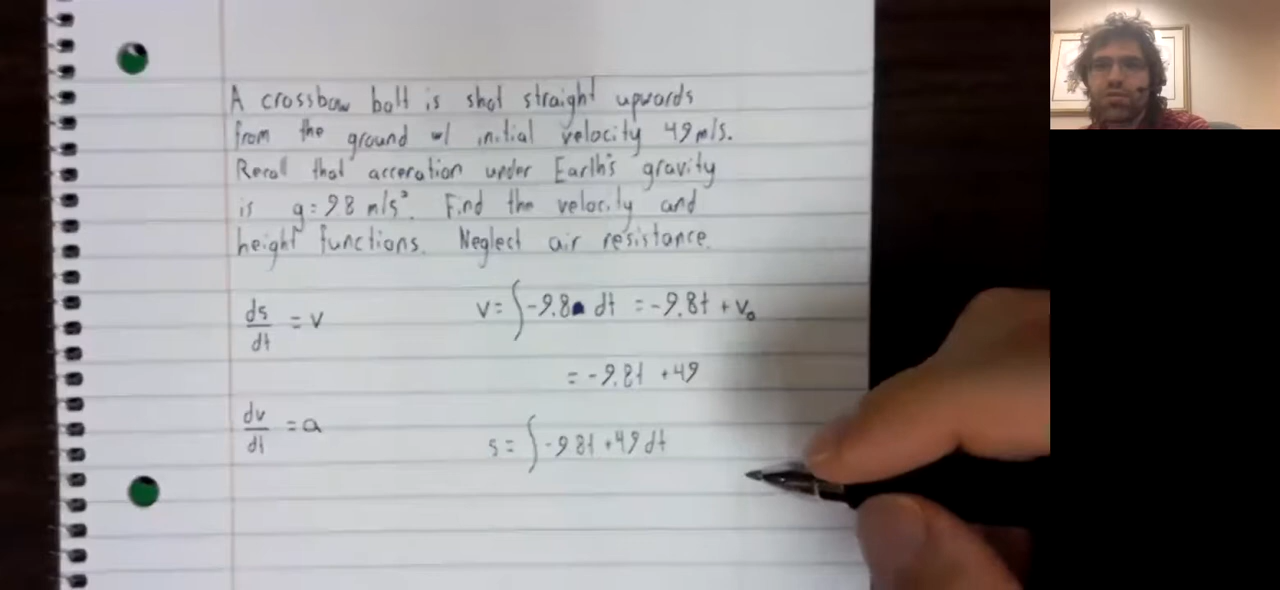 A crossbow bolt is shot straight upwards
from the ground w/ initial velocity 49 m/s.
Recall that acceration under Earth's gravity
is g = 9.8 m/s². Find the velocity and
height functions. Neglect air resistance.
ds/dt = v
v = ∫ -9.8 dt = -9.8t + v₀
= -9.8t + 49
dv/dt = a
s = ∫ -9.8t + 49 dt